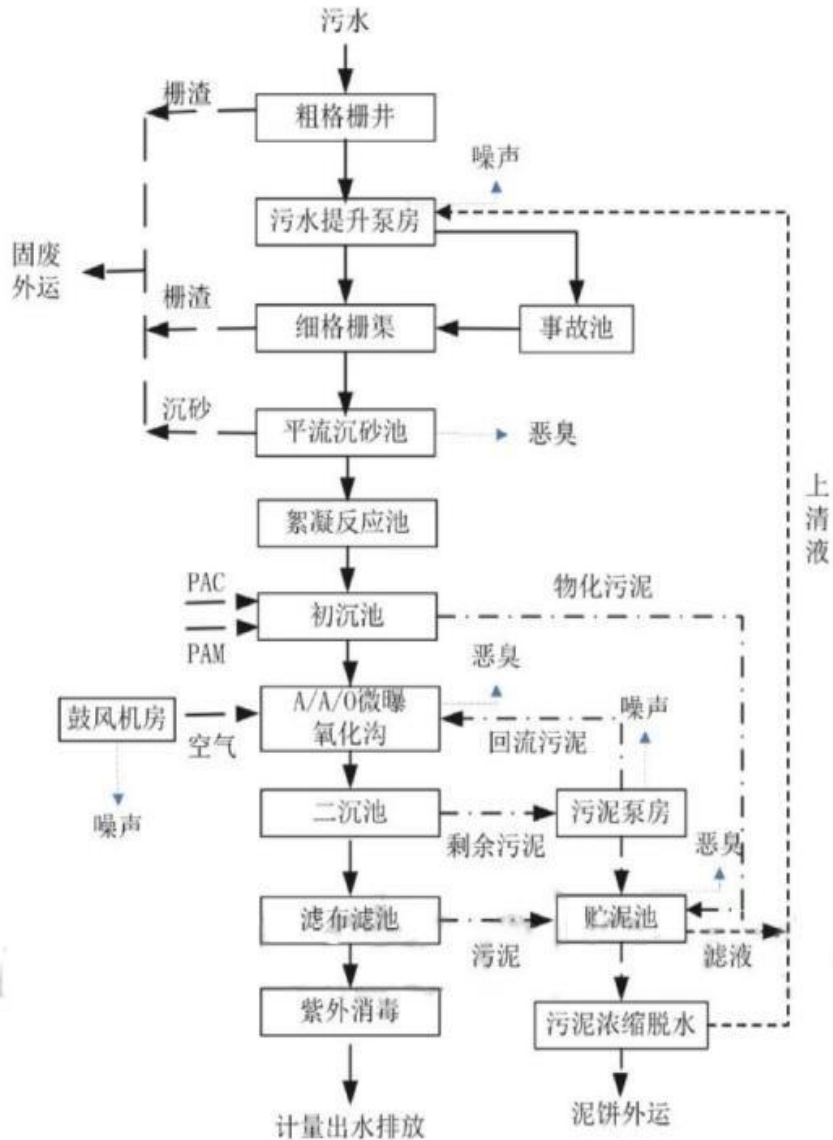 污水
栅渣
粗格栅井
噪声
污水提升泵房
固废
外运
栅渣
细格栅渠
事故池
沉砂
平流沉砂池
恶臭
上清液
絮凝反应池
PAC
物化污泥
初沉池
PAM
恶臭
A/A/O微曝
氧化沟
鼓风机房
空气
回流污泥
噪声
噪声
二沉池
剩余污泥
污泥泵房
恶臭
滤布滤池
污泥
贮泥池
滤液
紫外消毒
污泥浓缩脱水
计量出水排放
泥饼外运